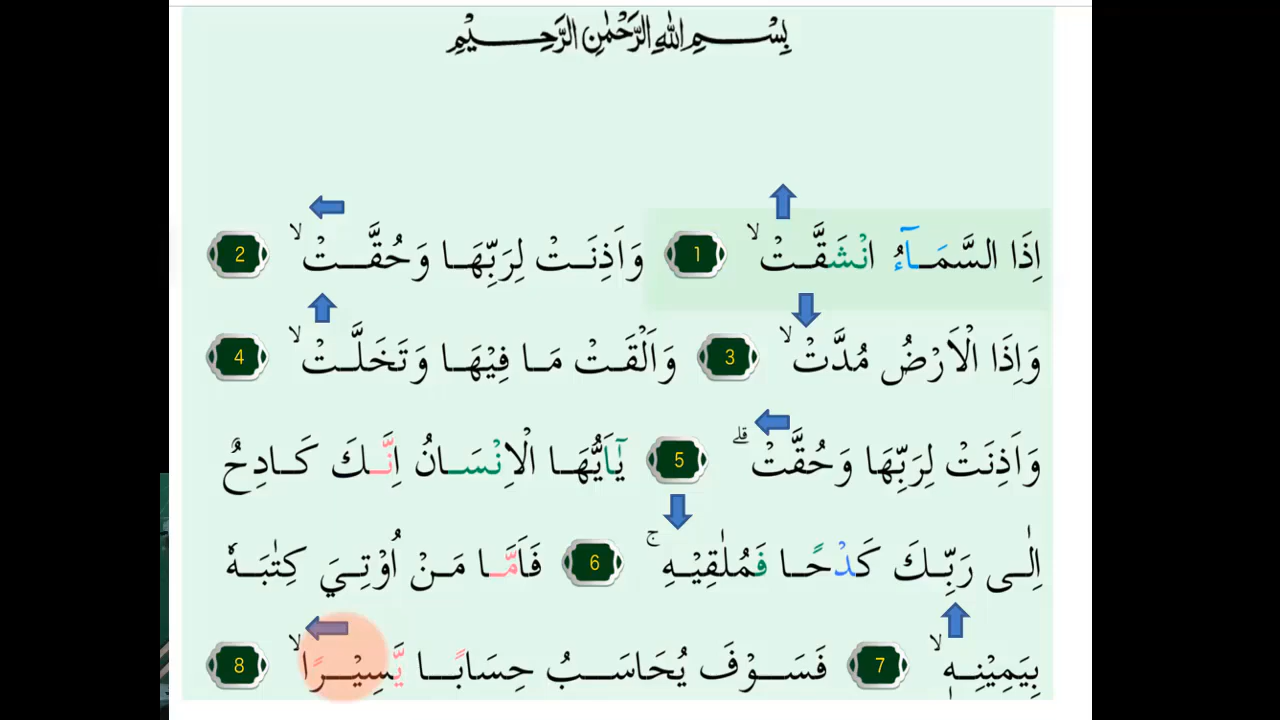 بِسْمِ اللّٰهِ الرَّحْمٰنِ الرَّحِيْمِ
اِذَا السَّمَآءُ انْشَقَّتْۙ 1 وَاَذِنَتْ لِرَبِّهَا وَحُقَّتْۙ 2
وَاِذَا الْاَرْضُ مُدَّتْۙ 3 وَاَلْقَتْ مَا فِيْهَا وَتَخَلَّتْۙ 4
وَاَذِنَتْ لِرَبِّهَا وَحُقَّتْۗ 5 يٰٓاَيُّهَا الْاِنْسَانُ اِنَّكَ كَادِحٌ
اِلٰى رَبِّكَ كَدْحًا فَمُلٰقِيْهِۚ 6 فَاَمَّا مَنْ اُوْتِيَ كِتٰبَهٗ
بِيَمِيْنِهٖۙ 7 فَسَوْفَ يُحَاسَبُ حِسَابًا يَّسِيْرًاۙ 8